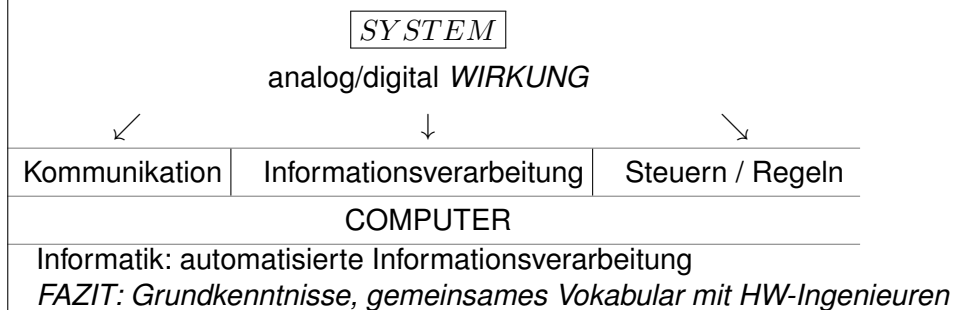 SYSTEM
analog/digital WIRKUNG
↙ ↓ ↘
Kommunikation Informationsverarbeitung Steuern / Regeln
COMPUTER
Informatik: automatisierte Informationsverarbeitung
FAZIT: Grundkenntnisse, gemeinsames Vokabular mit HW-Ingenieuren